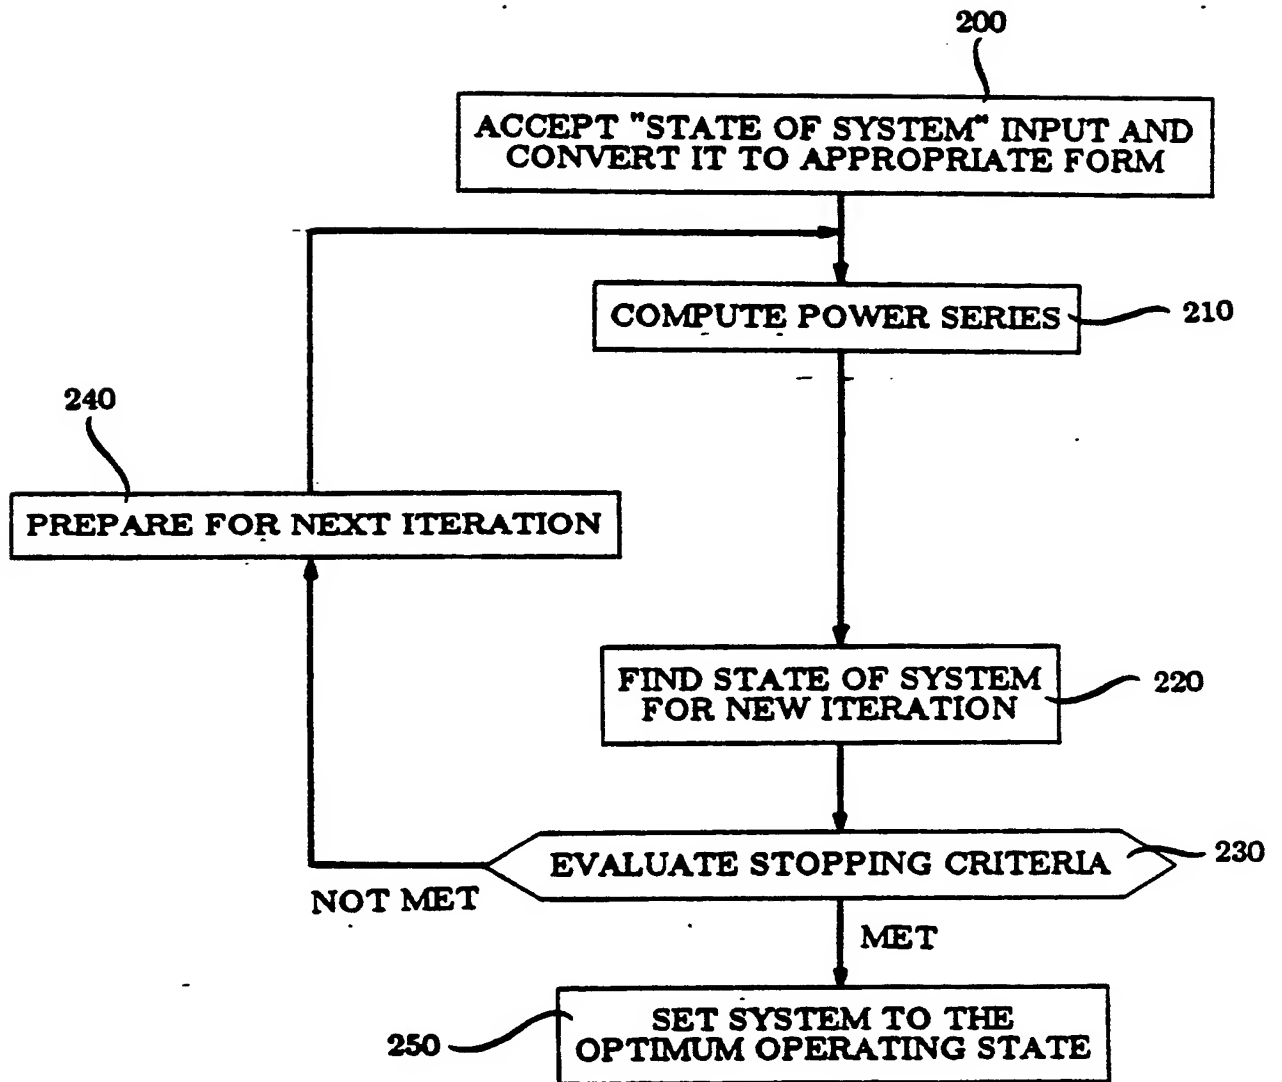 200
ACCEPT "STATE OF SYSTEM" INPUT AND
CONVERT IT TO APPROPRIATE FORM
COMPUTE POWER SERIES
210
240
PREPARE FOR NEXT ITERATION
FIND STATE OF SYSTEM
FOR NEW ITERATION
220
EVALUATE STOPPING CRITERIA
230
NOT MET
MET
SET SYSTEM TO THE
OPTIMUM OPERATING STATE
250